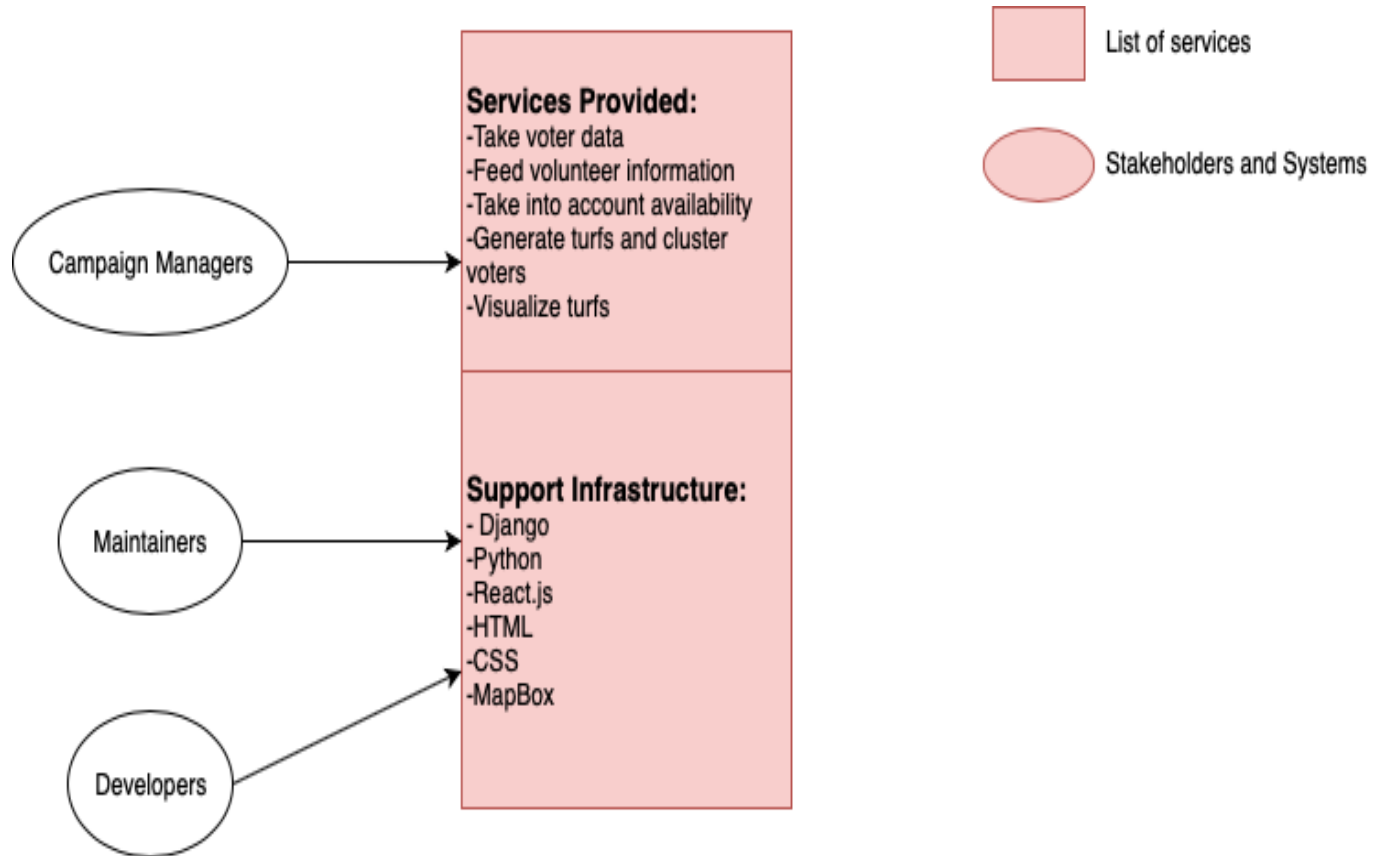 List of services
Services Provided:
-Take voter data
-Feed volunteer information
-Take into account availability
-Generate turfs and cluster
voters
-Visualize turfs
Stakeholders and Systems
Campaign Managers
Support Infrastructure:
- Django
-Python
-React.js
-HTML
-CSS
-MapBox
Maintainers
Developers